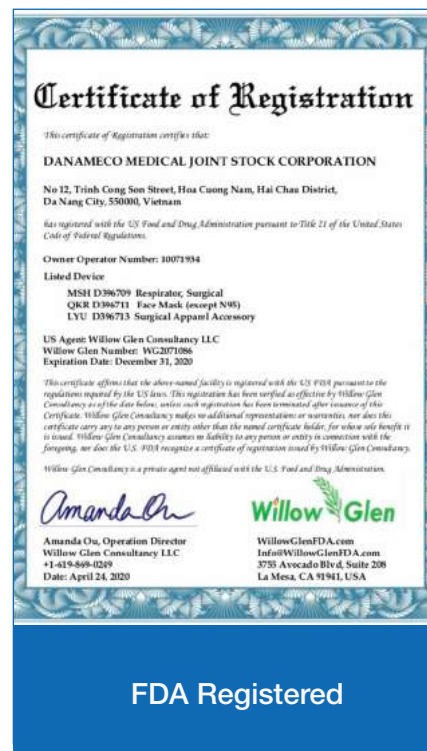 Certificate of Registration
This certificate of Registration certifies that:
DANAMECO MEDICAL JOINT STOCK CORPORATION
No 12, Trinh Cong Son Street, Hoa Cuong Nam, Hai Chau District,
Da Nang City, 550000, Vietnam
has registered with the US Food and Drug Administration pursuant to Title 21 of the United States
Code of Federal Regulations.
Owner Operator Number: 10071934
Listed Device
MSH D396709 Respirator, Surgical
QKR D396711 Face Mask (except N95)
LYU D396713 Surgical Apparel Accessory
US Agent: Willow Glen Consultancy LLC
Willow Glen Number: WG2071086
Expiration Date: December 31, 2020
This certificate affirms that the above-named facility is registered with the US FDA pursuant to the
regulations required by the US laws. This registration has been verified as effective by Willow Glen
Consultancy as of the date below, unless such registration has been terminated after issuance of this
Certificate. Willow Glen Consultancy makes no additional representations or warranties, nor does this
certificate carry any to any person or entity other than the named certificate holder, for whose sole benefit it
is issued. Willow Glen Consultancy assumes no liability to any person or entity in connection with the
foregoing, nor does the U.S. FDA recognize a certificate of registration issued by Willow Glen Consultancy.
Willow Glen Consultancy is a private agent not affiliated with the U.S. Food and Drug Administration.
Amanda Ou
Willow Glen
Amanda Ou, Operation Director
Willow Glen Consultancy LLC
+1-619-869-0249
Date: April 24, 2020
WillowGlenFDA.com
Info@WillowGlenFDA.com
3755 Avocado Blvd, Suite 208
La Mesa, CA 91941, USA
FDA Registered